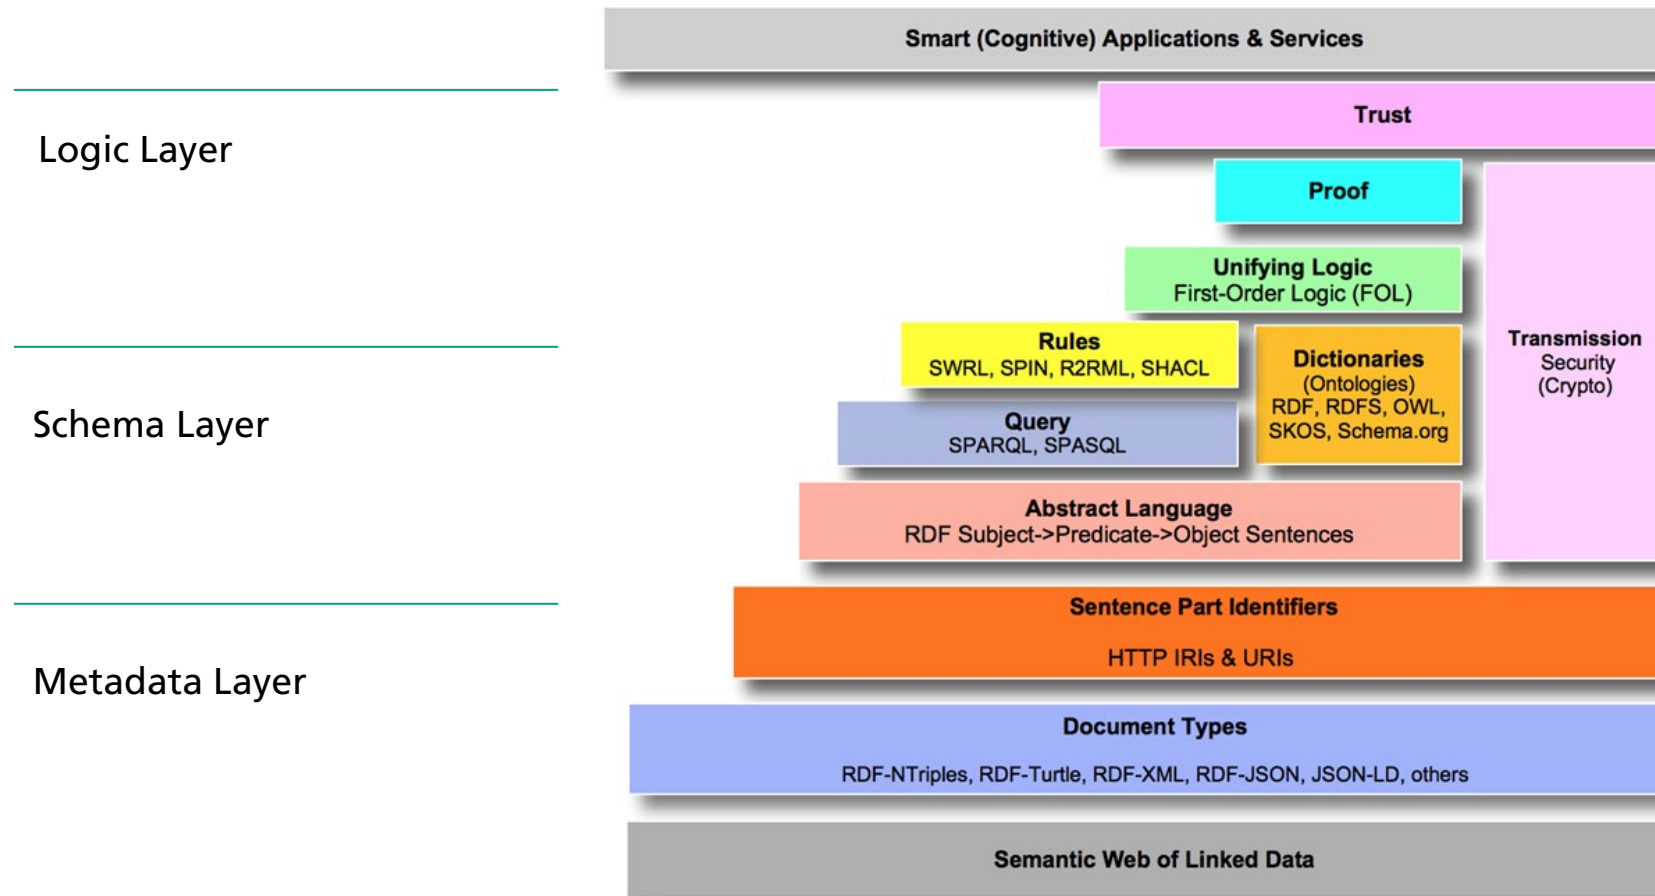 Smart (Cognitive) Applications & Services
Trust
Logic Layer
Proof
Unifying Logic
First-Order Logic (FOL)
Rules
SWRL, SPIN, R2RML, SHACL
Dictionaries
(Ontologies)
RDF, RDFS, OWL,
SKOS, Schema.org
Transmission
Security
(Crypto)
Schema Layer
Query
SPARQL, SPASQL
Abstract Language
RDF Subject->Predicate->Object Sentences
Sentence Part Identifiers
HTTP IRIs & URIs
Metadata Layer
Document Types
RDF-NTriples, RDF-Turtle, RDF-XML, RDF-JSON, JSON-LD, others
Semantic Web of Linked Data